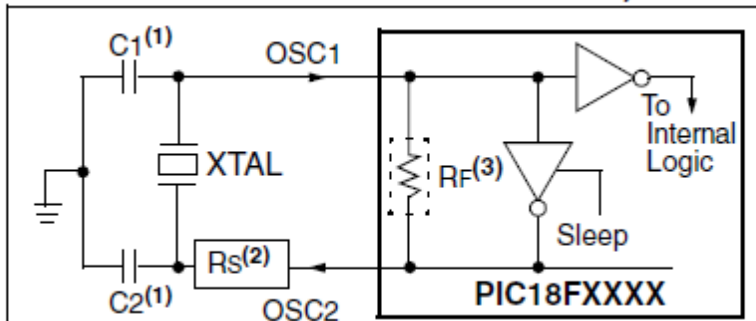 C1(1)
OSC1
To
Internal
Logic
XTAL
RF(3)
Sleep
RS(2)
C2(1)
OSC2
PIC18FXXXX